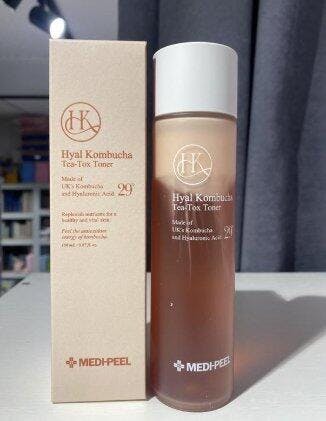 HK
Hyal Kombucha
Tea-Tox Toner
Made of
UK's Kombucha
and Hyaluronic Acid 29
Replenish nutrients for a
healthy and vital skin
Feel the antioxidant
energy of kombucha
MEDI-PEEL
HK
Hyal Kombucha
Tea-Tox Toner
Made of
UK's Kombucha
and Hyaluronic Acid 29
MEDI-PEEL